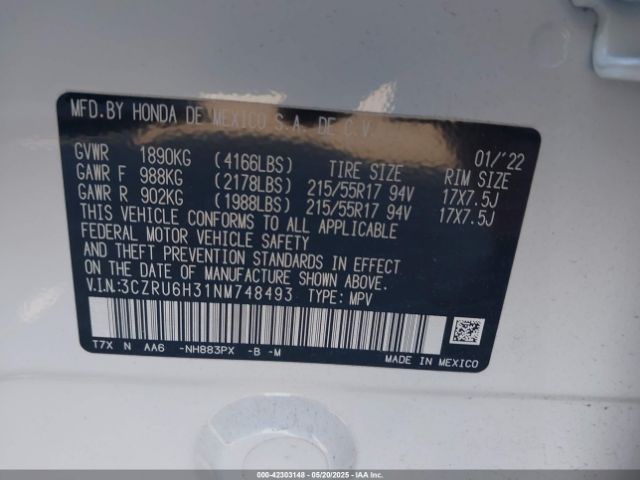 MFD.BY HONDA DE MEXICO S.A. DE C.V.
01/'22
GVWR 1890KG (4166LBS) TIRE SIZE RIM SIZE
GAWR F 988KG (2178LBS) 215/55R17 94V 17X7.5J
GAWR R 902KG (1988LBS) 215/55R17 94V 17X7.5J
THIS VEHICLE CONFORMS TO ALL APPLICABLE
FEDERAL MOTOR VEHICLE SAFETY
AND THEFT PREVENTION STANDARDS IN EFFECT
ON THE DATE OF MANUFACTURE SHOWN ABOVE.
V.I.N:3CZRU6H31NM748493 TYPE: MPV
T7X N AA6 -NH883PX -B -M
MADE IN MEXICO
000-42303148 - 05/20/2025 - IAAI.COM